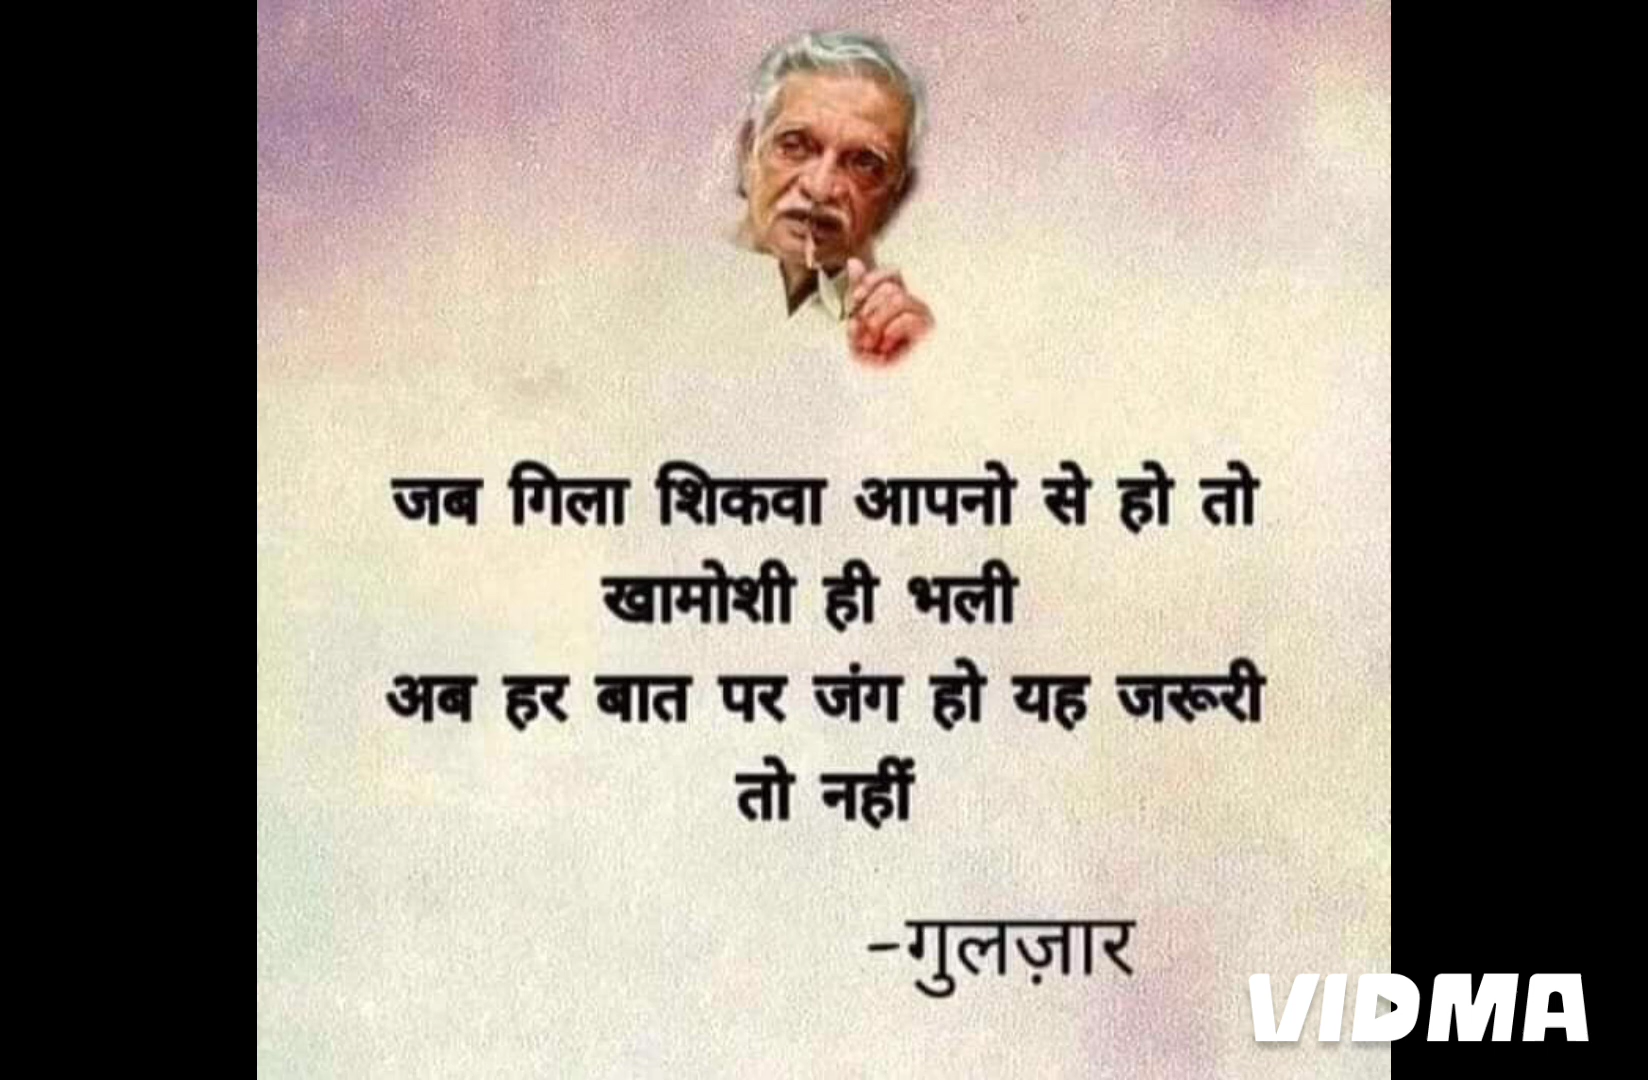 जब गिला शिकवा आपनो से हो तो
खामोशी ही भली
अब हर बात पर जंग हो यह जरूरी
तो नहीं
-गुलज़ार
VIDMA